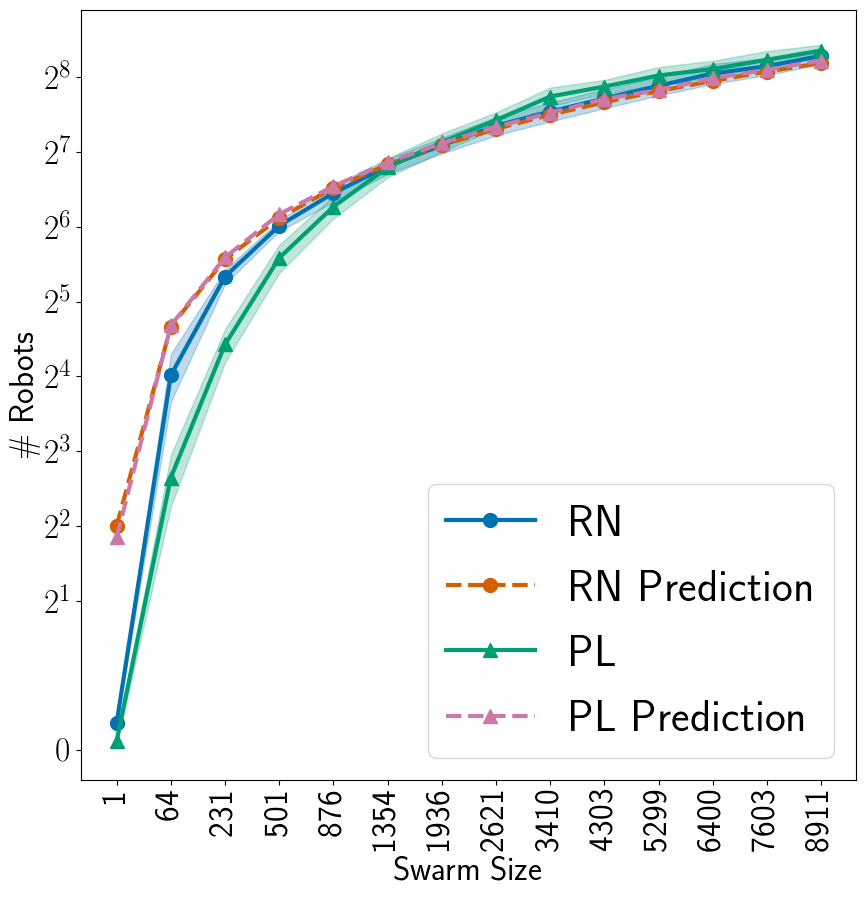 # Robots
2^8
2^7
2^6
2^5
2^4
2^3
2^2
2^1
0
RN
RN Prediction
PL
PL Prediction
1 64 231 501 876 1354 1936 2621 3410 4303 5299 6400 7603 8911
Swarm Size